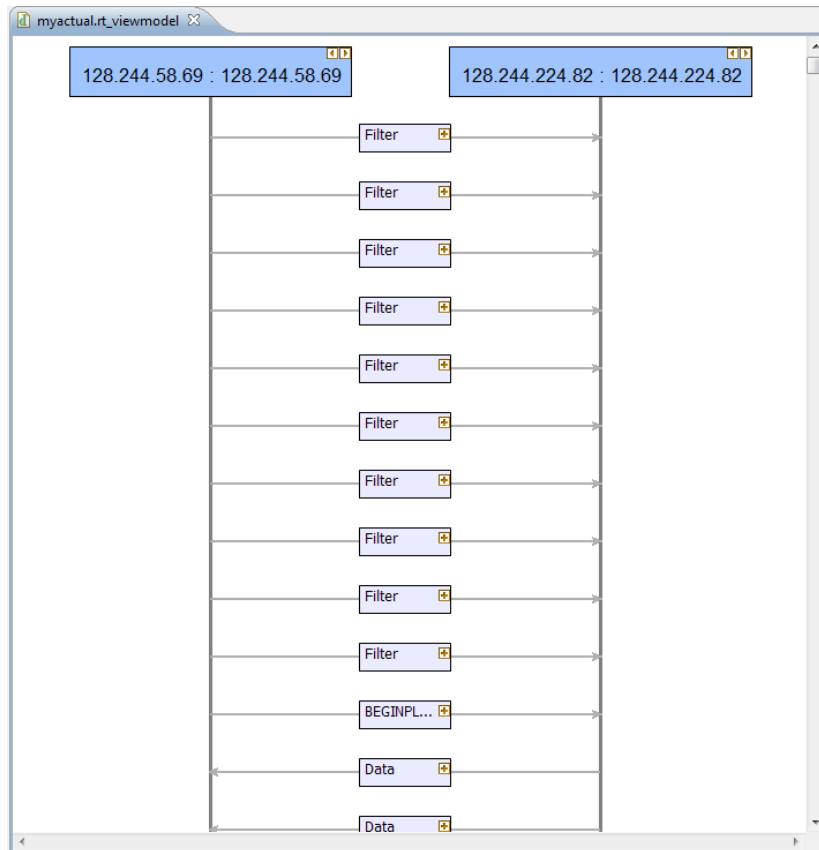 myactual.rt_viewmodel
128.244.58.69 : 128.244.58.69
128.244.224.82 : 128.244.224.82
Filter
Filter
Filter
Filter
Filter
Filter
Filter
Filter
Filter
Filter
BEGINPL...
Data
Data